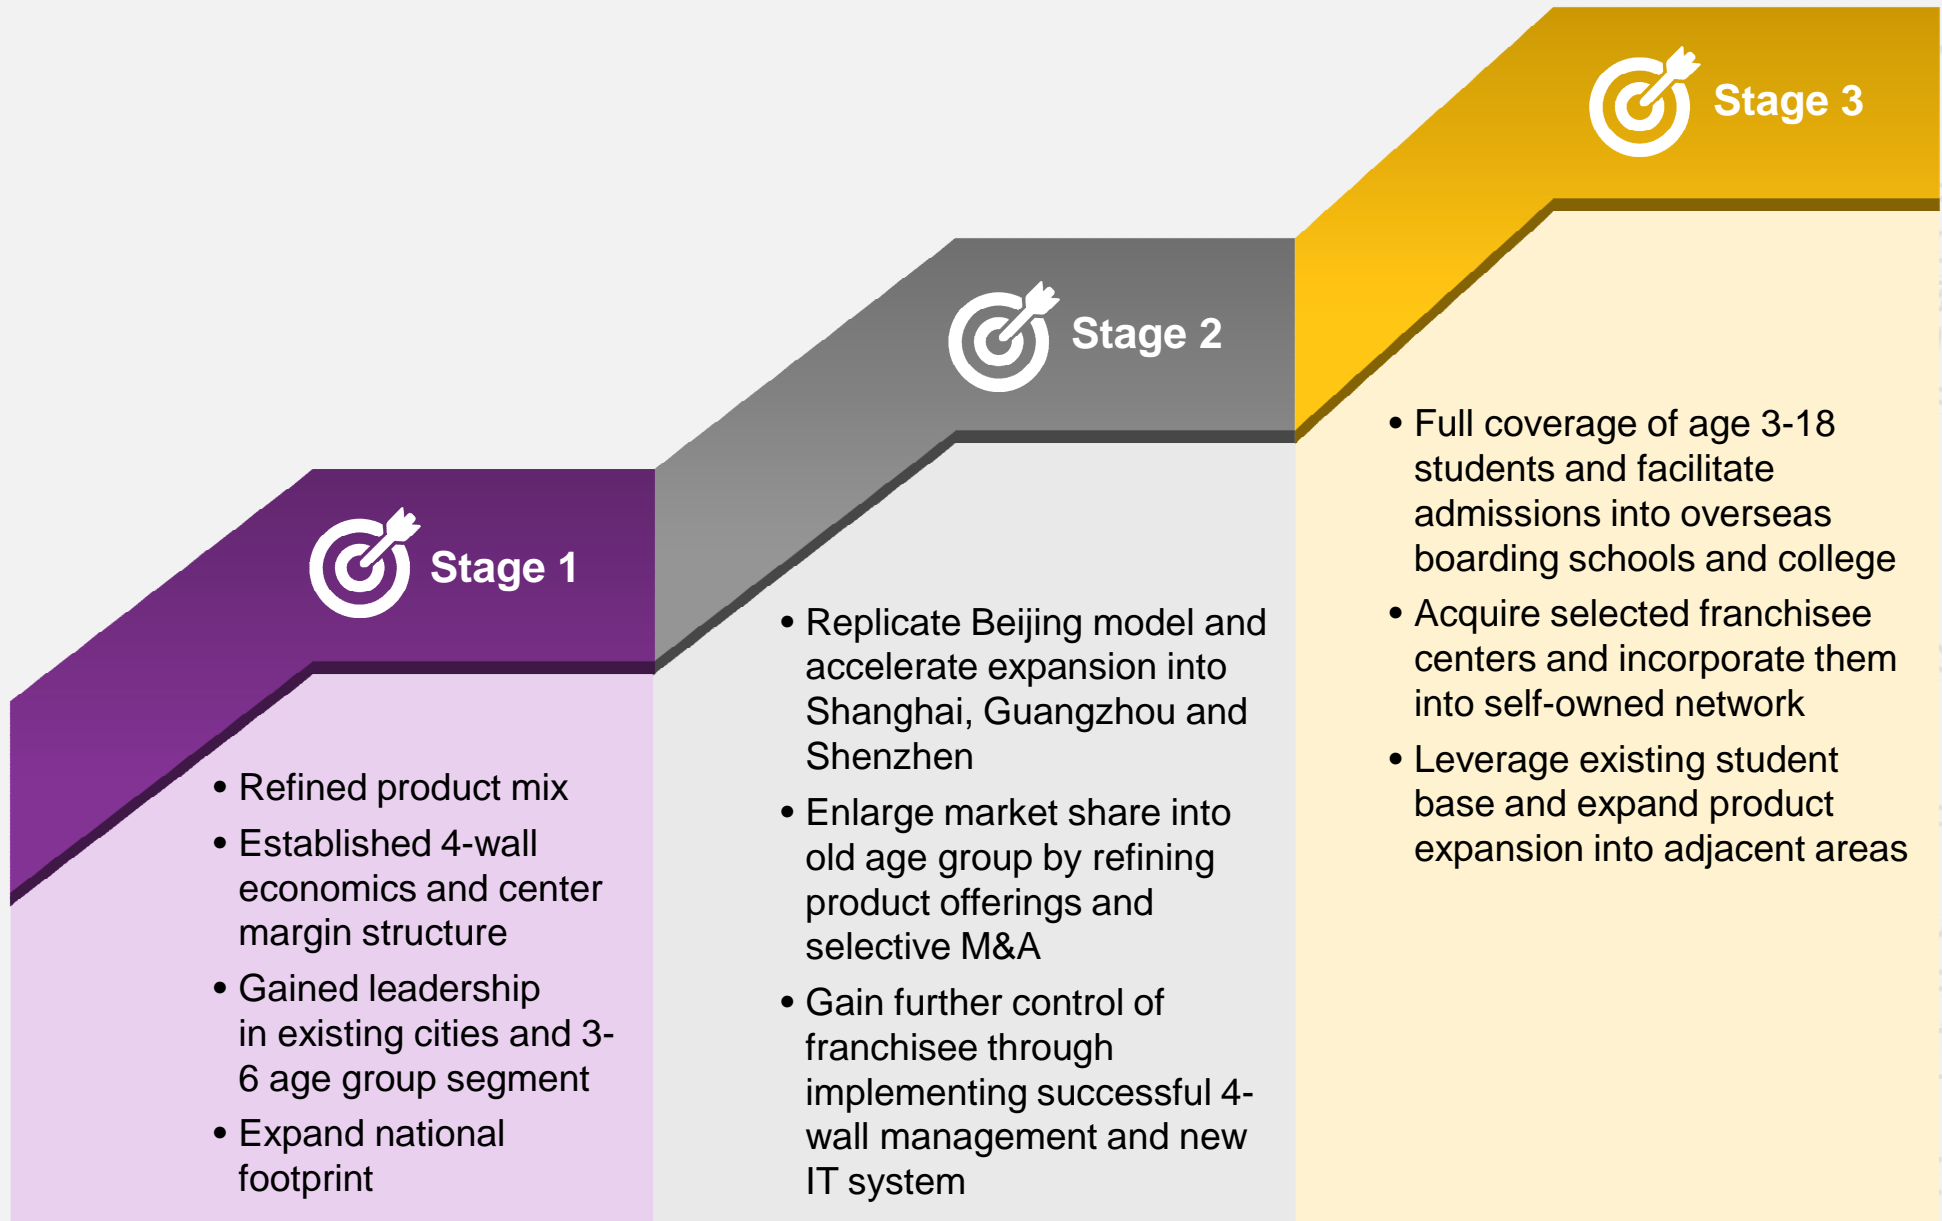 Stage 1
• Refined product mix
• Established 4-wall
economics and center
margin structure
• Gained leadership
in existing cities and 3-
6 age group segment
• Expand national
footprint
Stage 2
• Replicate Beijing model and
accelerate expansion into
Shanghai, Guangzhou and
Shenzhen
• Enlarge market share into
old age group by refining
product offerings and
selective M&A
• Gain further control of
franchisee through
implementing successful 4-
wall management and new
IT system
Stage 3
• Full coverage of age 3-18
students and facilitate
admissions into overseas
boarding schools and college
• Acquire selected franchisee
centers and incorporate them
into self-owned network
• Leverage existing student
base and expand product
expansion into adjacent areas